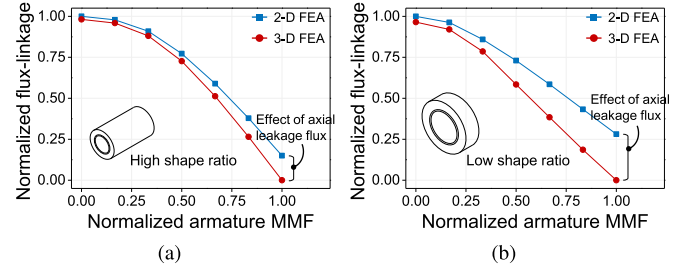 Normalized flux-linkage
1.00
0.75
0.50
0.25
0.00
2-D FEA
3-D FEA
Effect of axial
leakage flux
High shape ratio
0.00 0.25 0.50 0.75 1.00
Normalized armature MMF
(a)
Normalized flux-linkage
1.00
0.75
0.50
0.25
0.00
2-D FEA
3-D FEA
Effect of axial
leakage flux
Low shape ratio
0.00 0.25 0.50 0.75 1.00
Normalized armature MMF
(b)